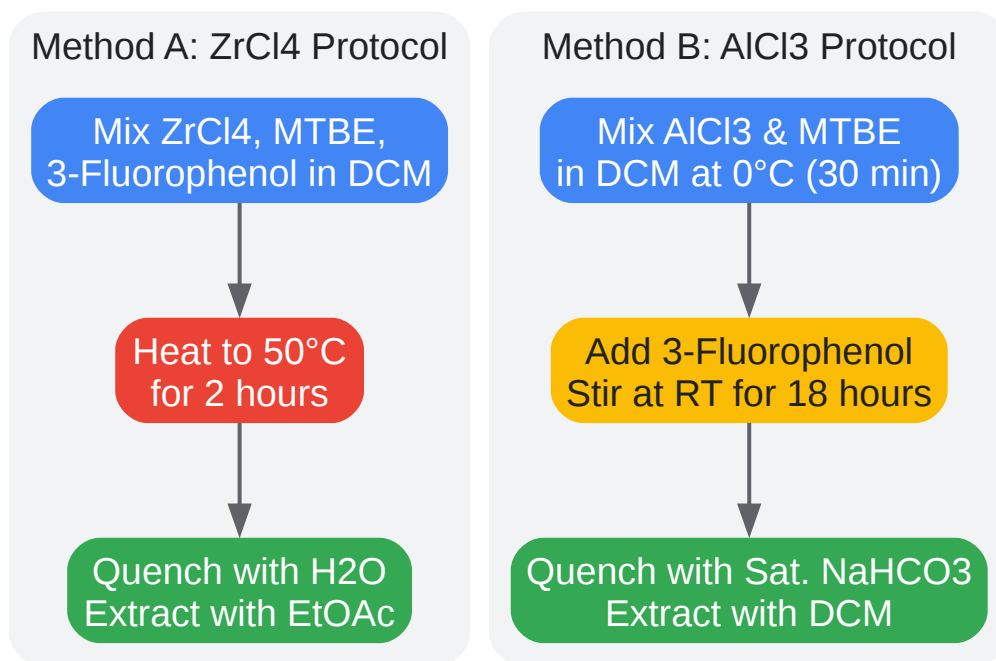 Method A: ZrCl4 Protocol
Mix ZrCl4, MTBE,
3-Fluorophenol in DCM
Heat to 50°C
for 2 hours
Quench with H2O
Extract with EtOAc
Method B: AlCl3 Protocol
Mix AlCl3 & MTBE
in DCM at 0°C (30 min)
Add 3-Fluorophenol
Stir at RT for 18 hours
Quench with Sat. NaHCO3
Extract with DCM